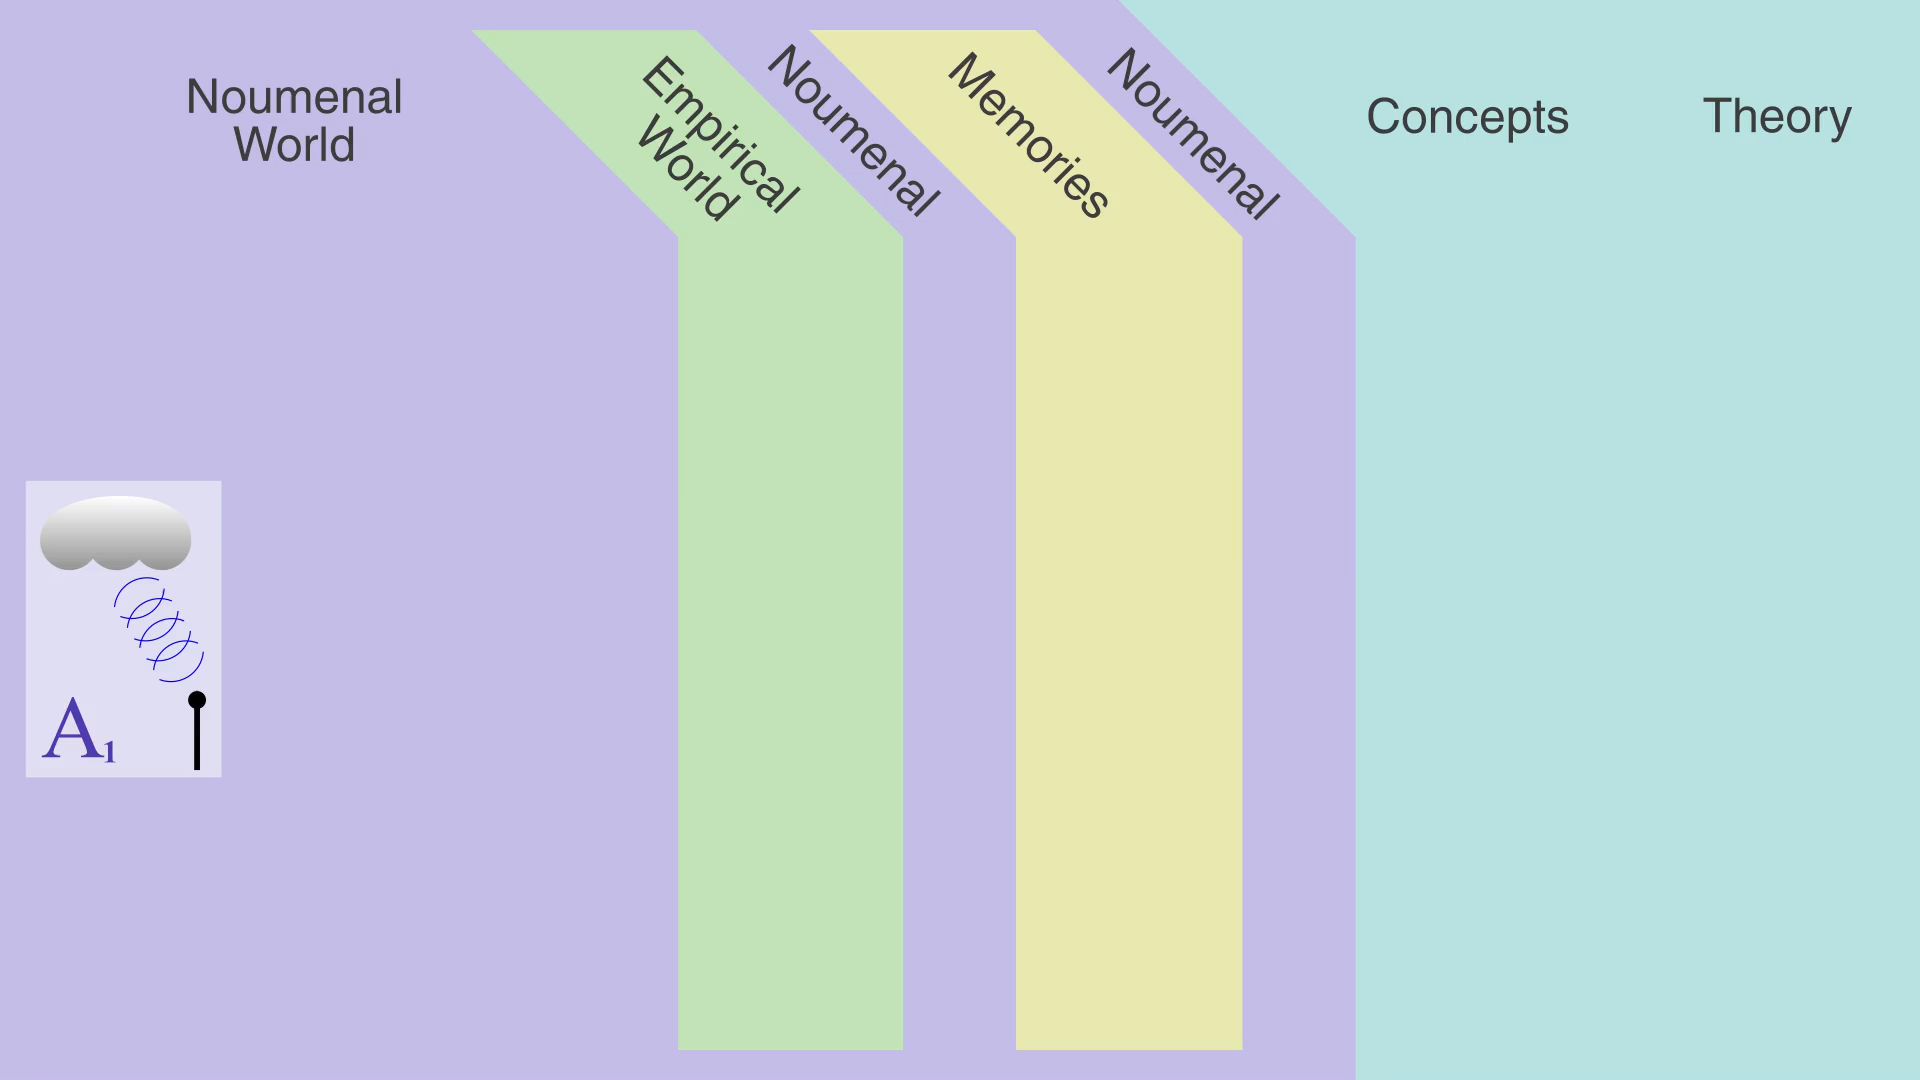 Noumenal
World
Empirical
World
Noumenal
Memories
Noumenal
Concepts
Theory
A1